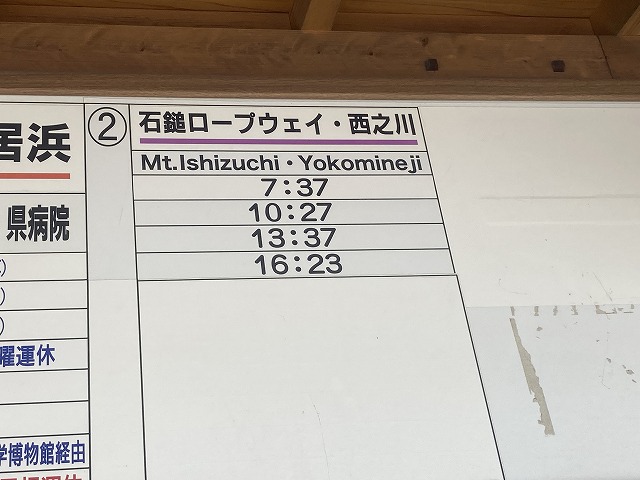 居浜
県病院
曜運休
学博物館経由
②
石鎚ロープウェイ・西之川
Mt.Ishizuchi・Yokomineji
7:37
10:27
13:37
16:23